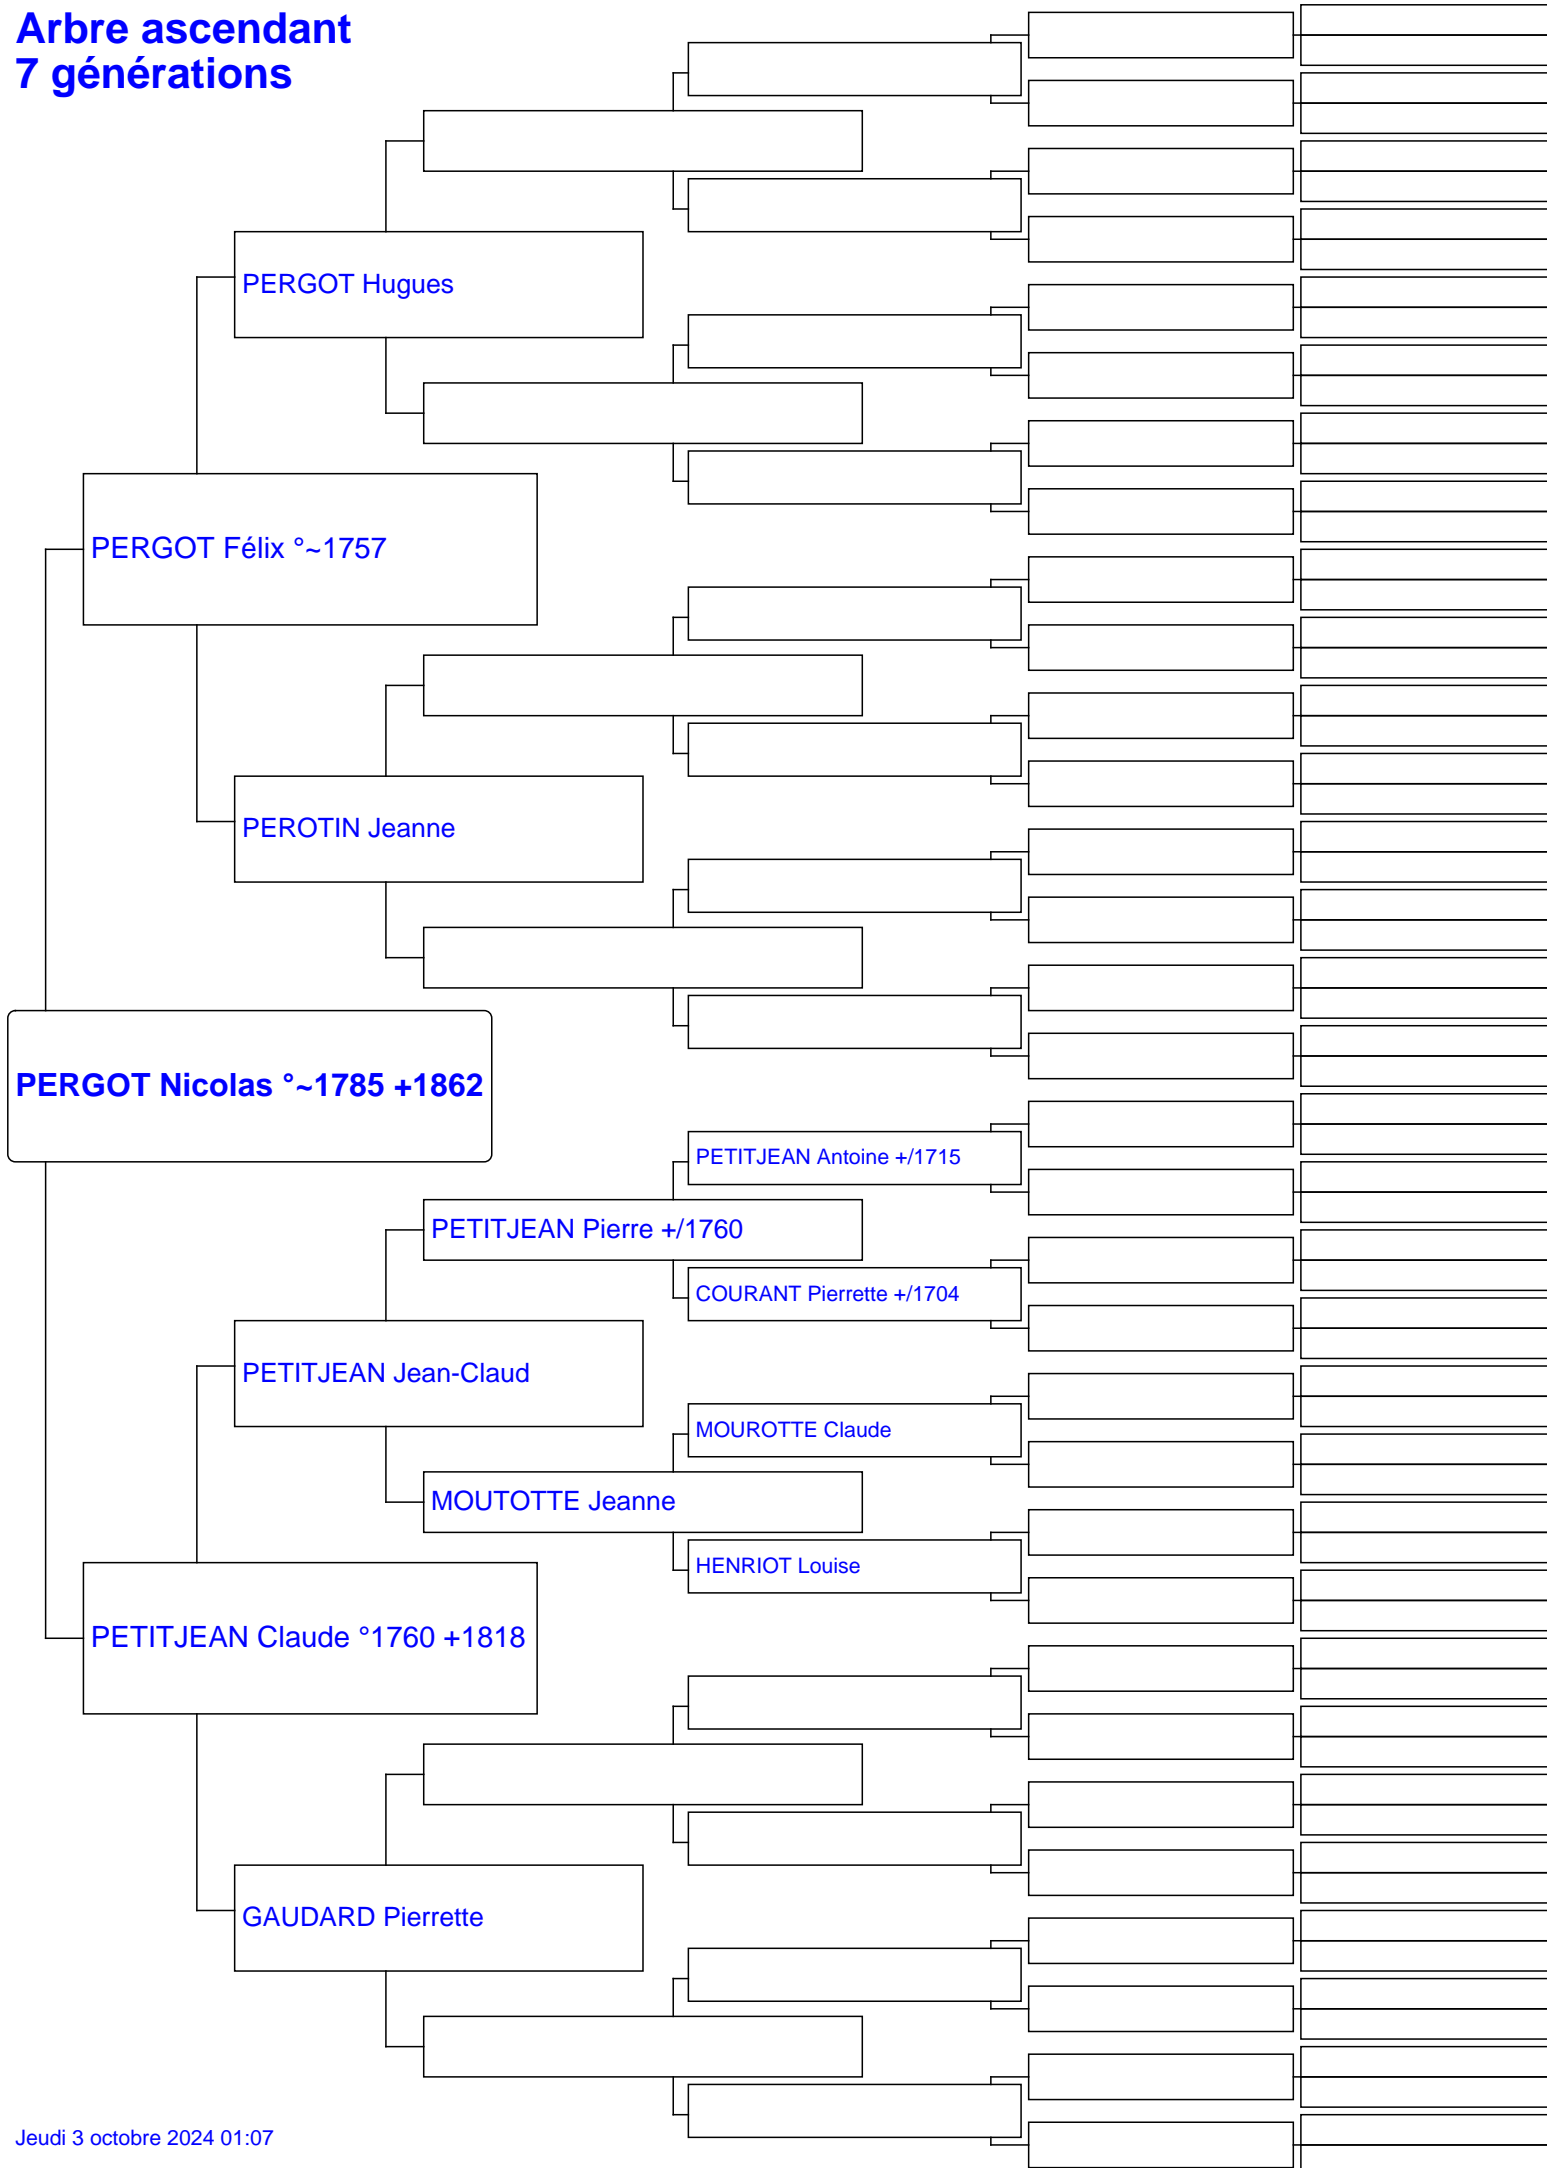 Arbre ascendant
7 générations
PERGOT Hugues
PERGOT Félix °~1757
PEROTIN Jeanne
PERGOT Nicolas °~1785 +1862
PETITJEAN Antoine +/1715
PETITJEAN Pierre +/1760
COURANT Pierrette +/1704
PETITJEAN Jean-Claud
MOUROTTE Claude
MOUTOTTE Jeanne
HENRIOT Louise
PETITJEAN Claude °1760 +1818
GAUDARD Pierrette
Jeudi 3 octobre 2024 01:07